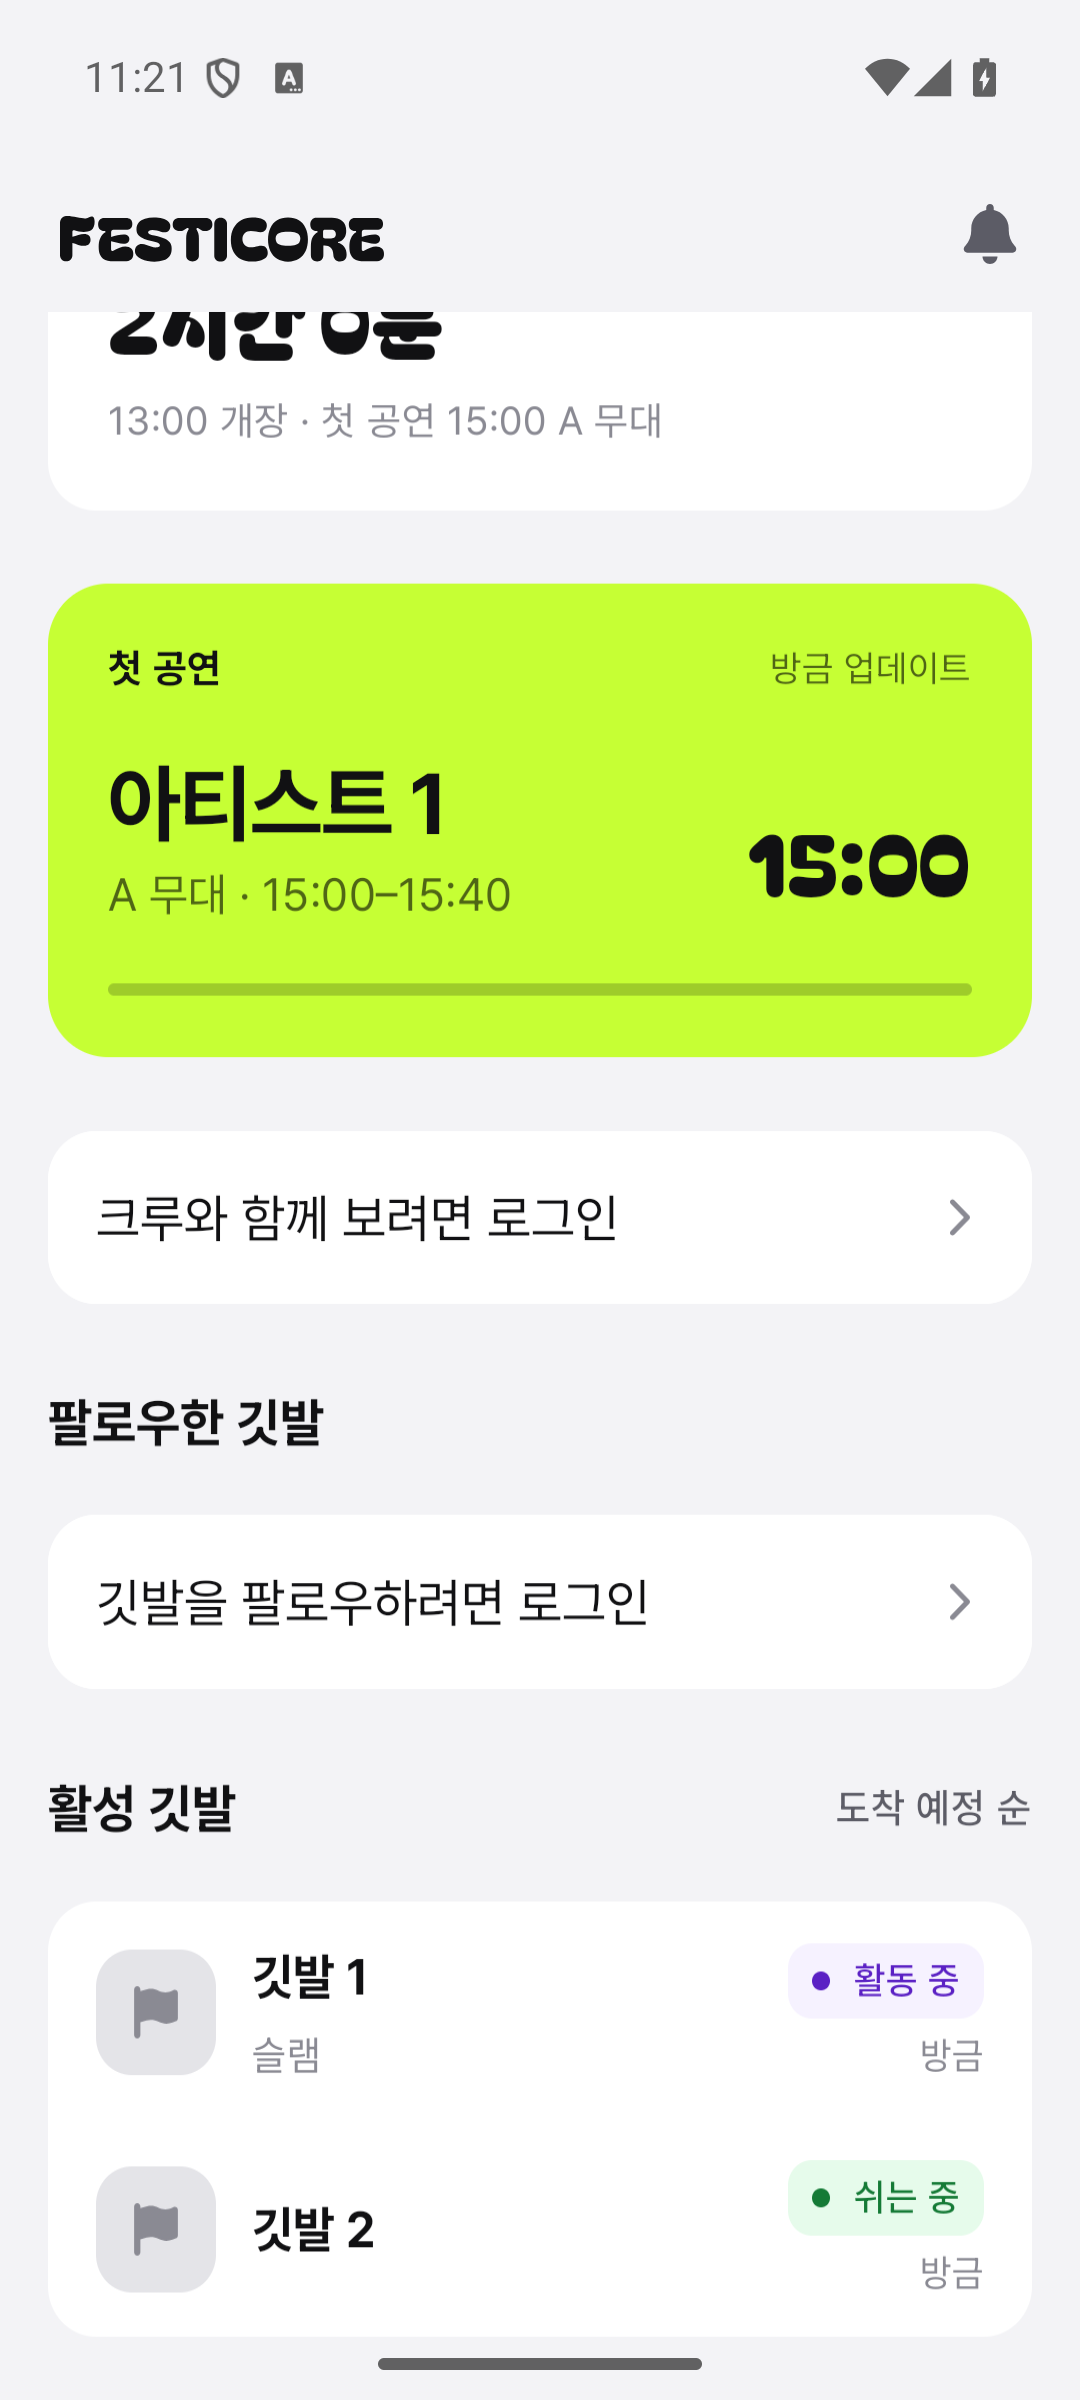 11:21
FESTICORE
13:00 개장 · 첫 공연 15:00 A 무대
첫 공연
방금 업데이트
아티스트 1
A 무대 · 15:00–15:40
15:00
크루와 함께 보려면 로그인
팔로우한 깃발
깃발을 팔로우하려면 로그인
활성 깃발
도착 예정 순
깃발 1
활동 중
슬램
방금
깃발 2
쉬는 중
방금